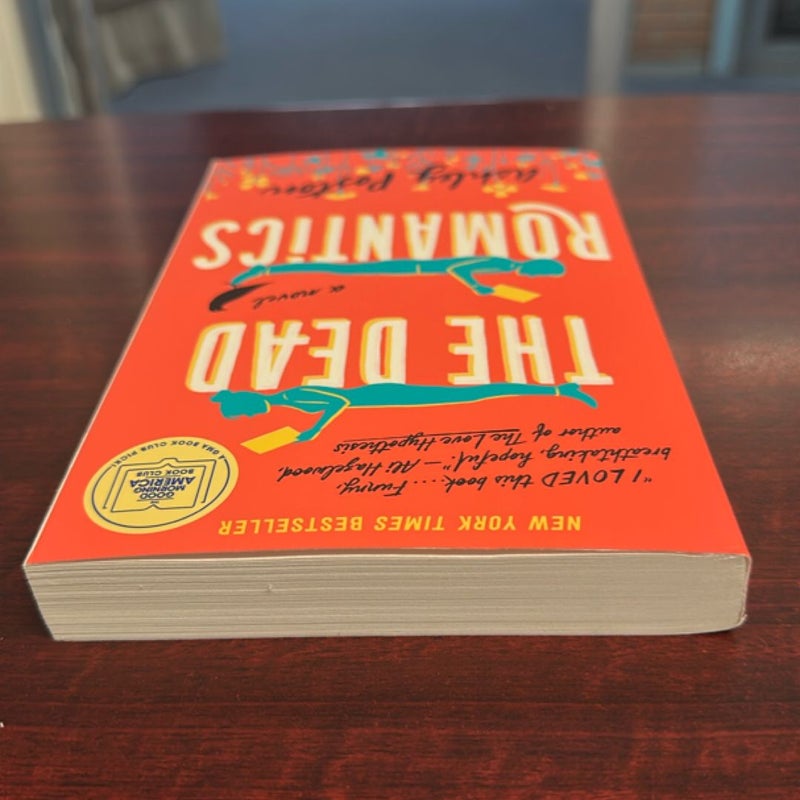 NEW YORK TIMES BESTSELLER
"I LOVED this book.... Funny,
breathtaking, hopeful."—Ali Hazelwood,
author of The Love Hypothesis
THE DEAD
a novel
ROMANTICS
Ashley Poston
A GMA BOOK CLUB PICK!
GOOD
MORNING
AMERICA
BOOK CLUB